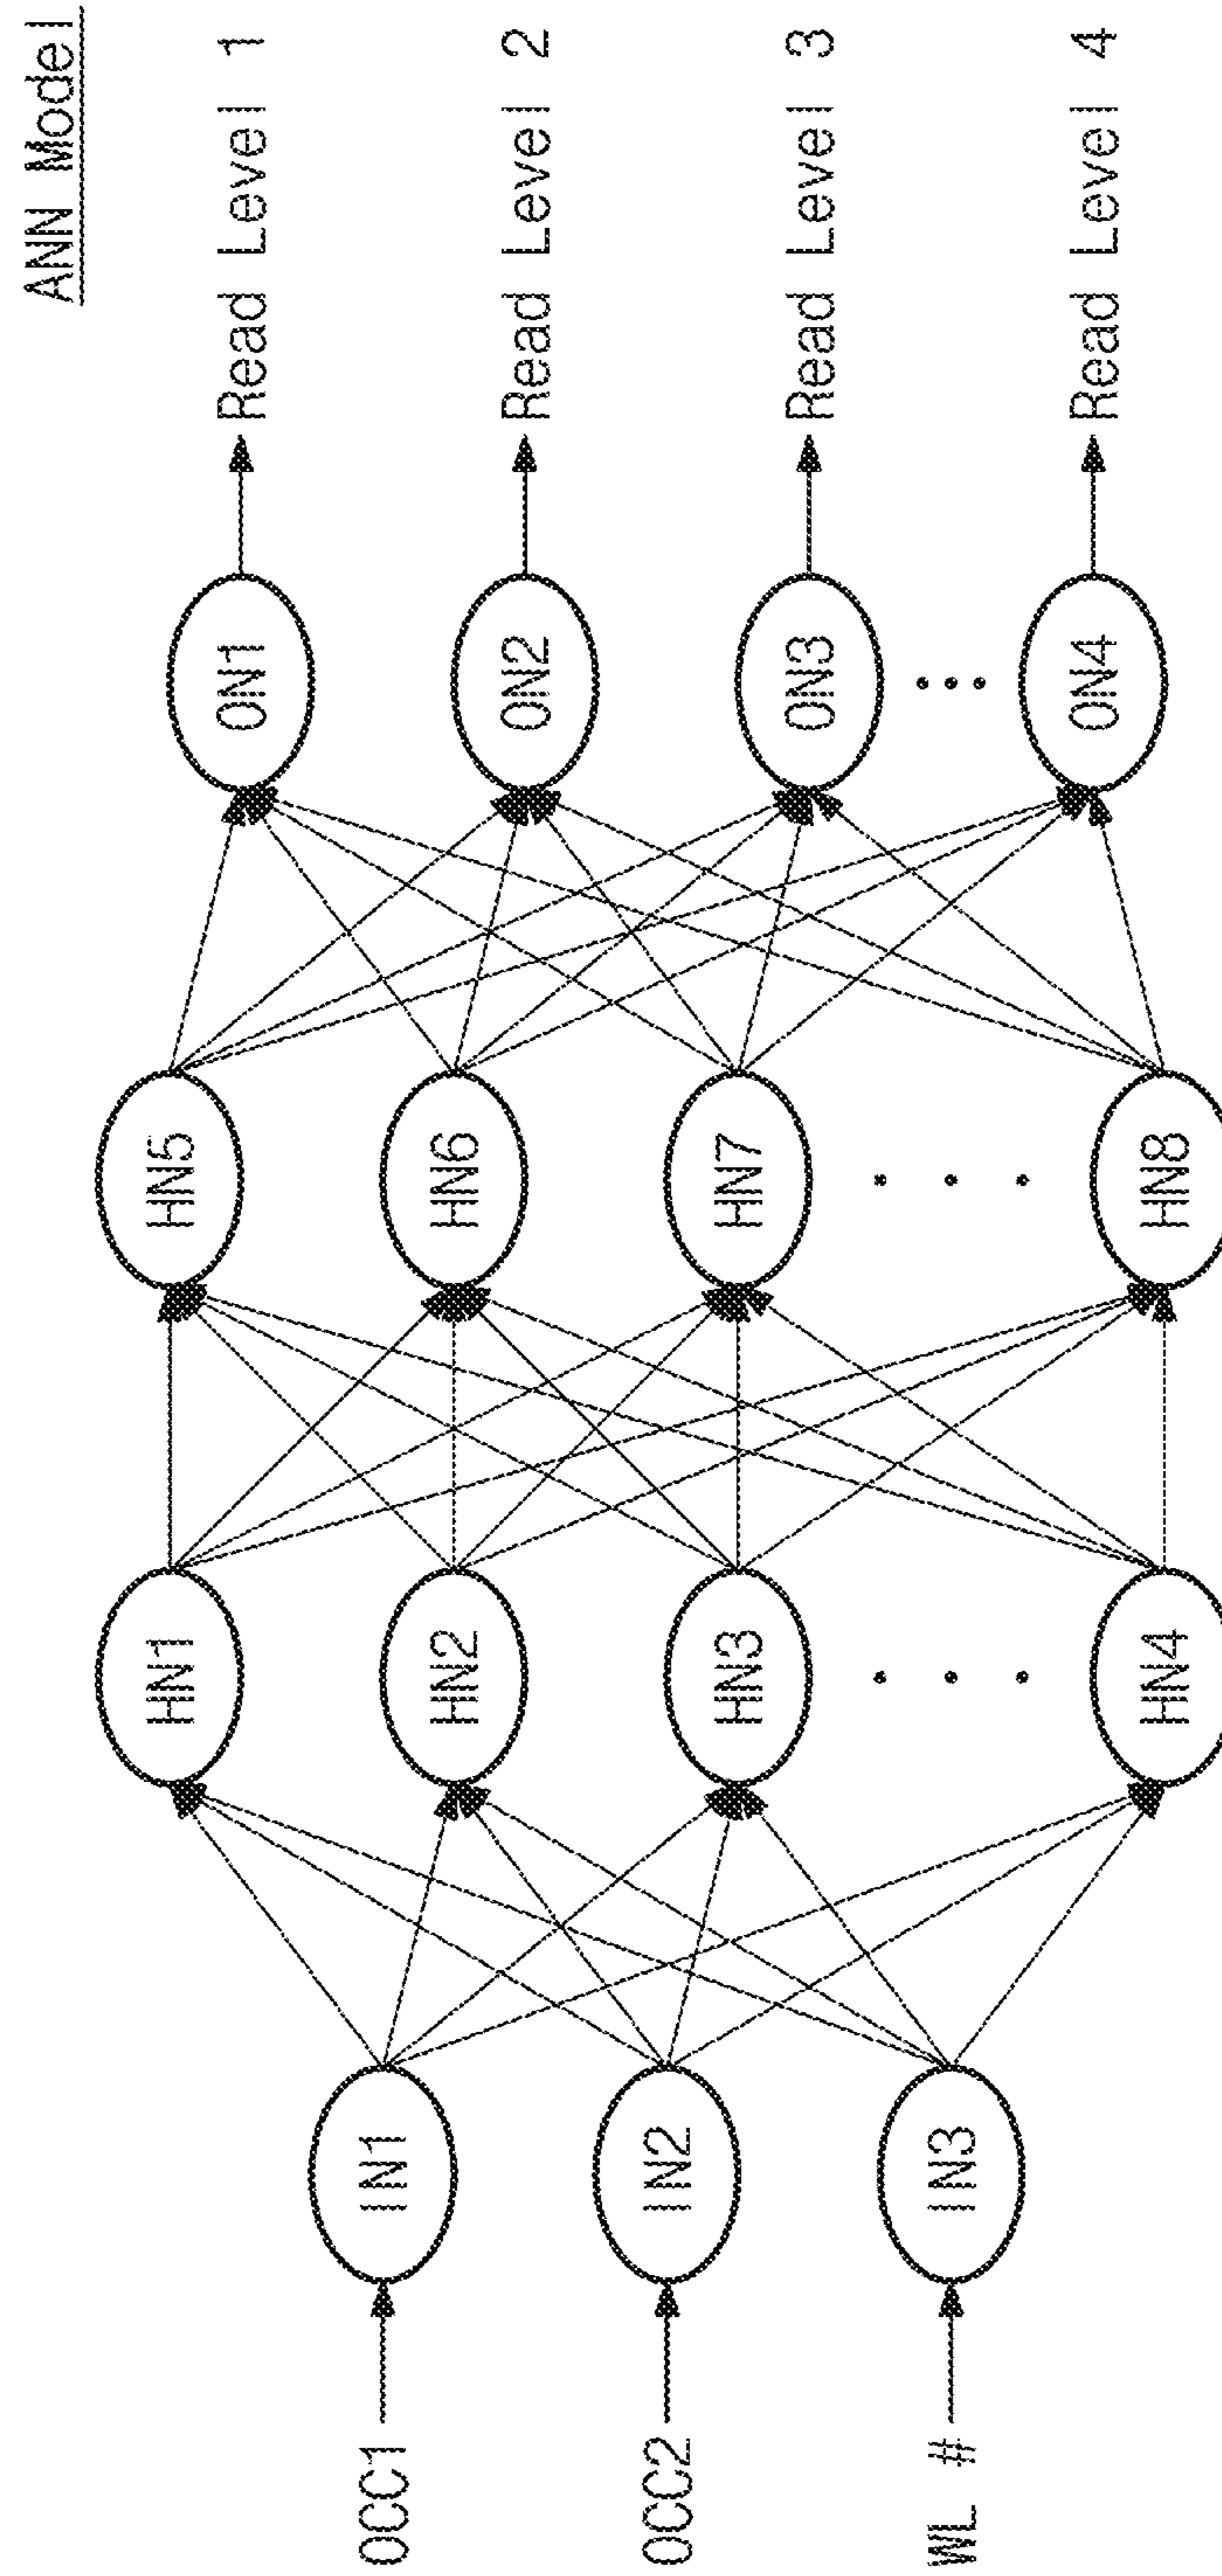 ANN Model
OCC1
OCC2
WL #
IN1
IN2
IN3
HN1
HN2
HN3
HN4
HN5
HN6
HN7
HN8
ON1
ON2
ON3
ON4
Read Level 1
Read Level 2
Read Level 3
Read Level 4